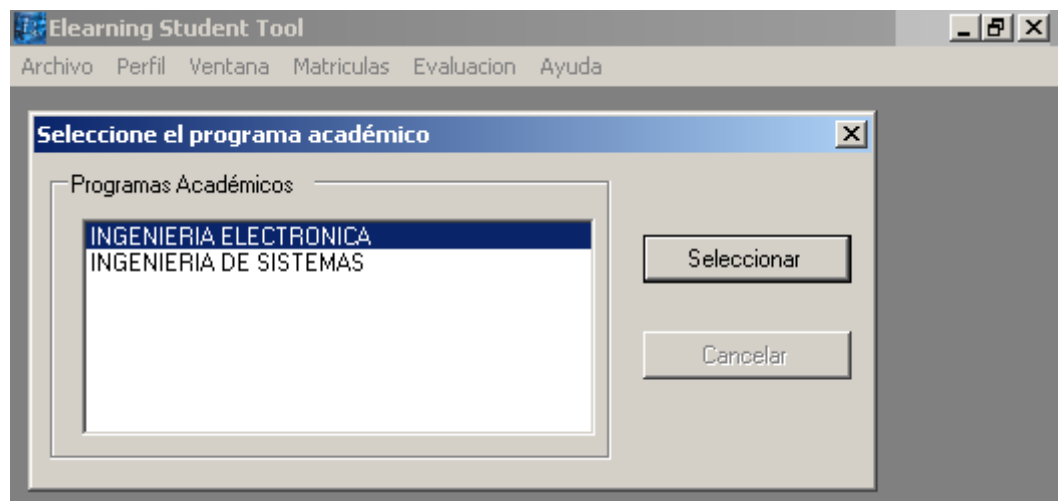 Elearning Student Tool
Archivo Perfil Ventana Matriculas Evaluacion Ayuda
Seleccione el programa académico
Programas Académicos
INGENIERIA ELECTRONICA
INGENIERIA DE SISTEMAS
Seleccionar
Cancelar